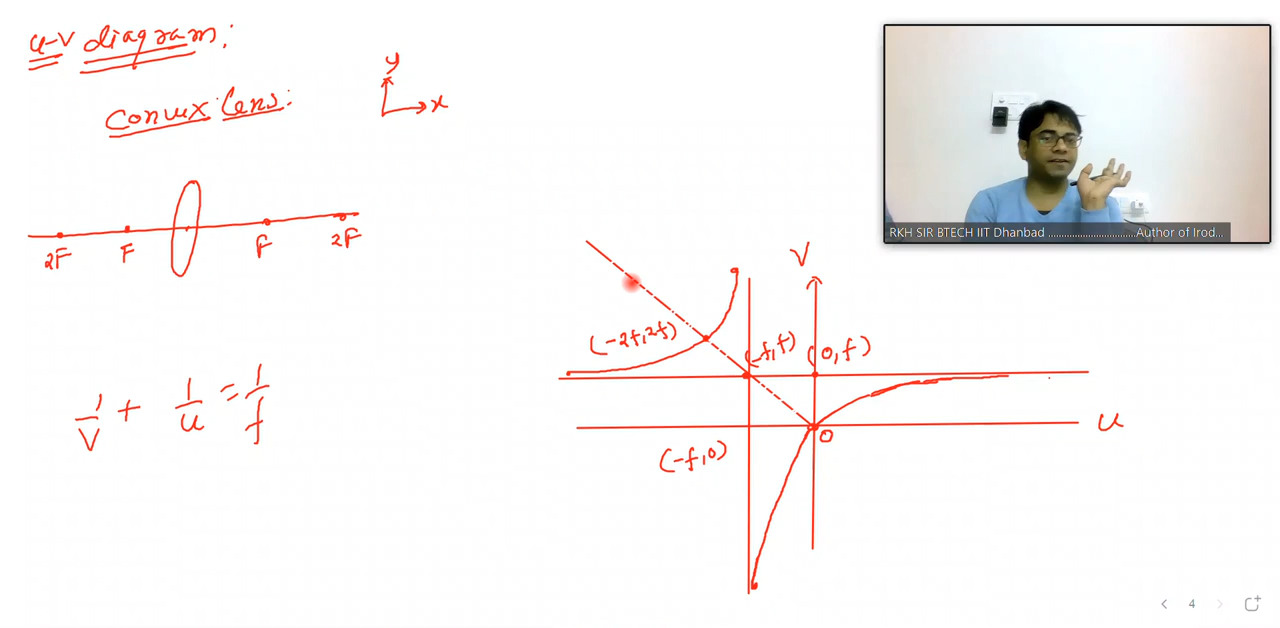 u-v diagram:
Convex lens:
y
x
2F F F 2F
1/v + 1/u = 1/f
RKH SIR BTECH IIT Dhanbad ................................Author of Irod...
V
(-2f,2f)
(-f,f)
(0,f)
u
O
(-f,0)
4